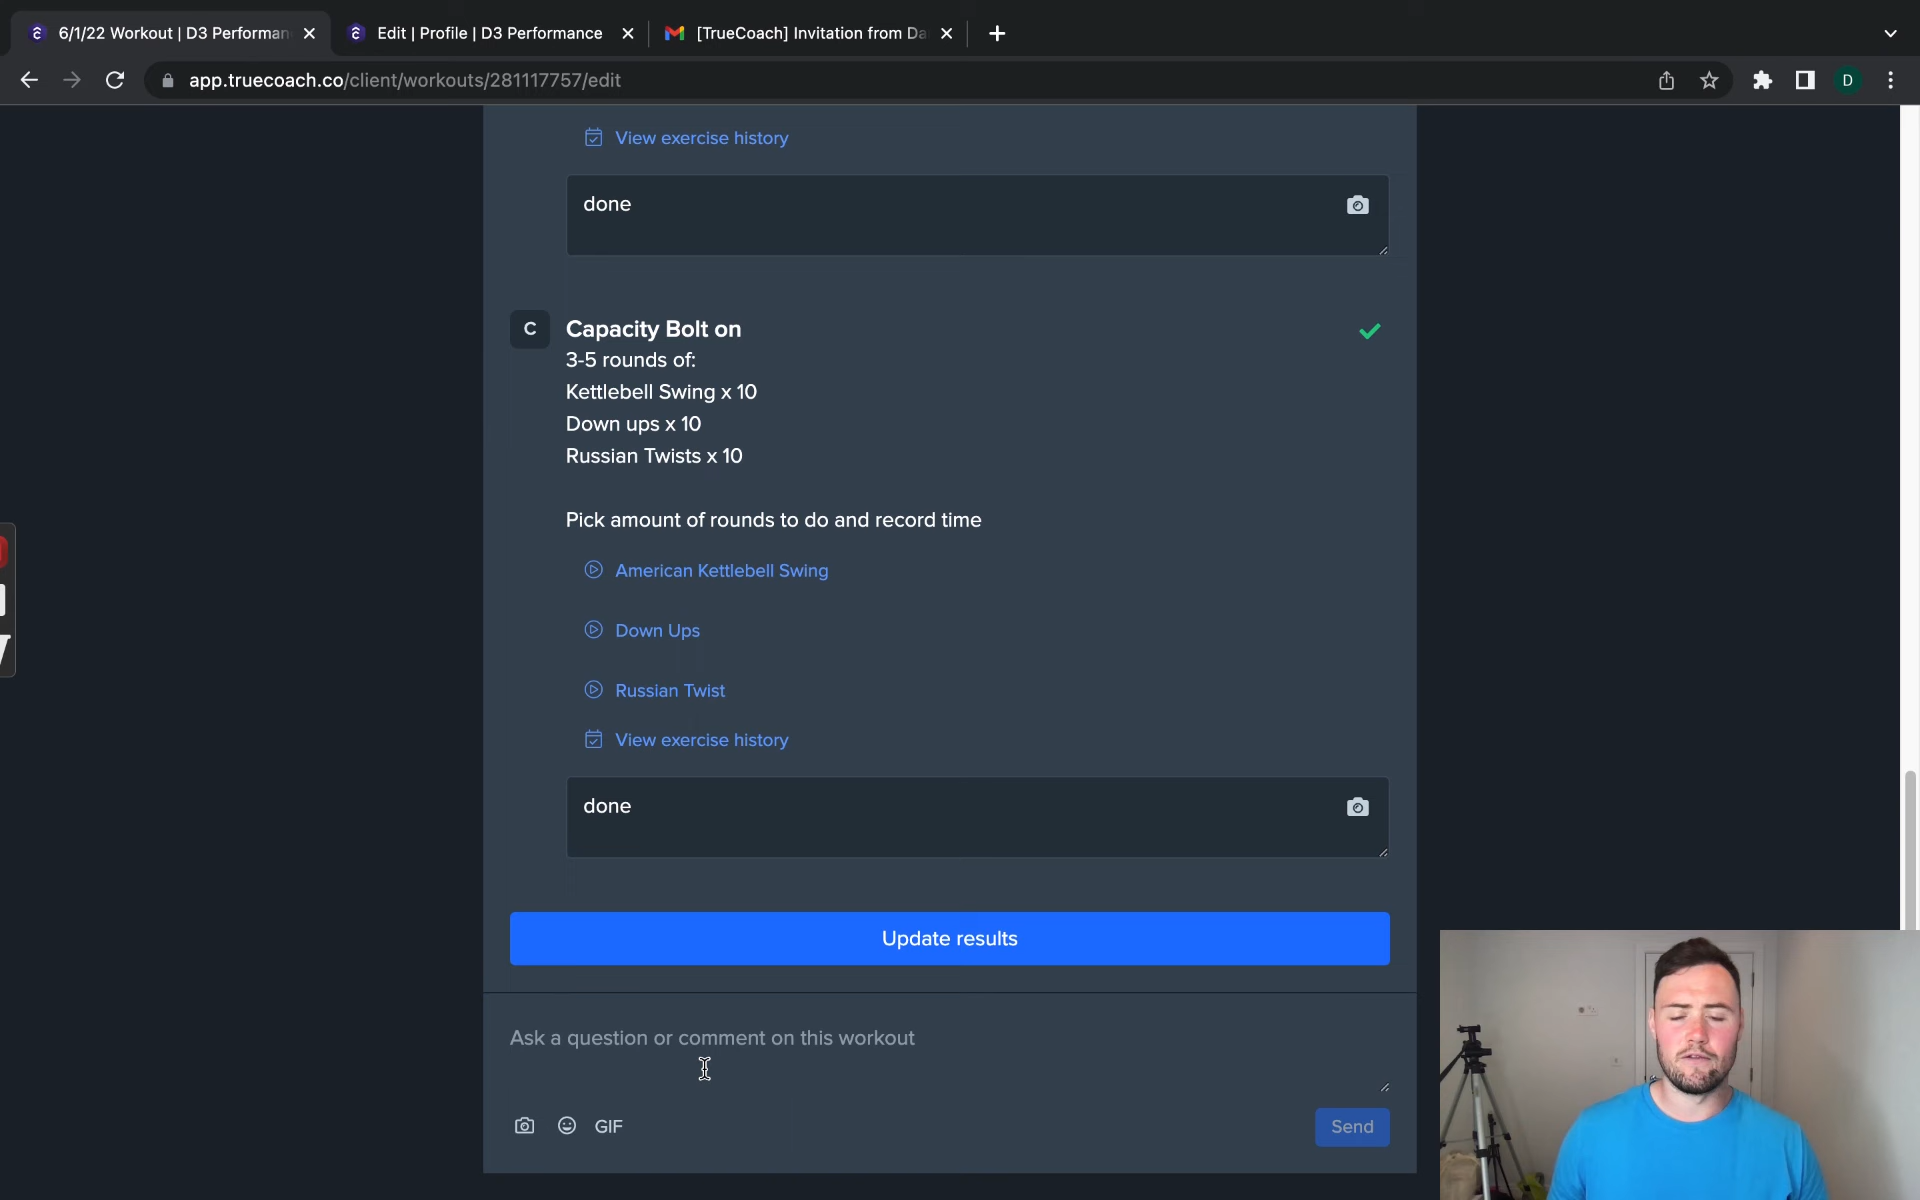 6/1/22 Workout | D3 Performan
Edit | Profile | D3 Performance
[TrueCoach] Invitation from Da
app.truecoach.co/client/workouts/281117757/edit
D
View exercise history
done
C
Capacity Bolt on
3-5 rounds of:
Kettlebell Swing x 10
Down ups x 10
Russian Twists x 10
Pick amount of rounds to do and record time
American Kettlebell Swing
Down Ups
Russian Twist
View exercise history
done
Update results
Ask a question or comment on this workout
GIF
Send